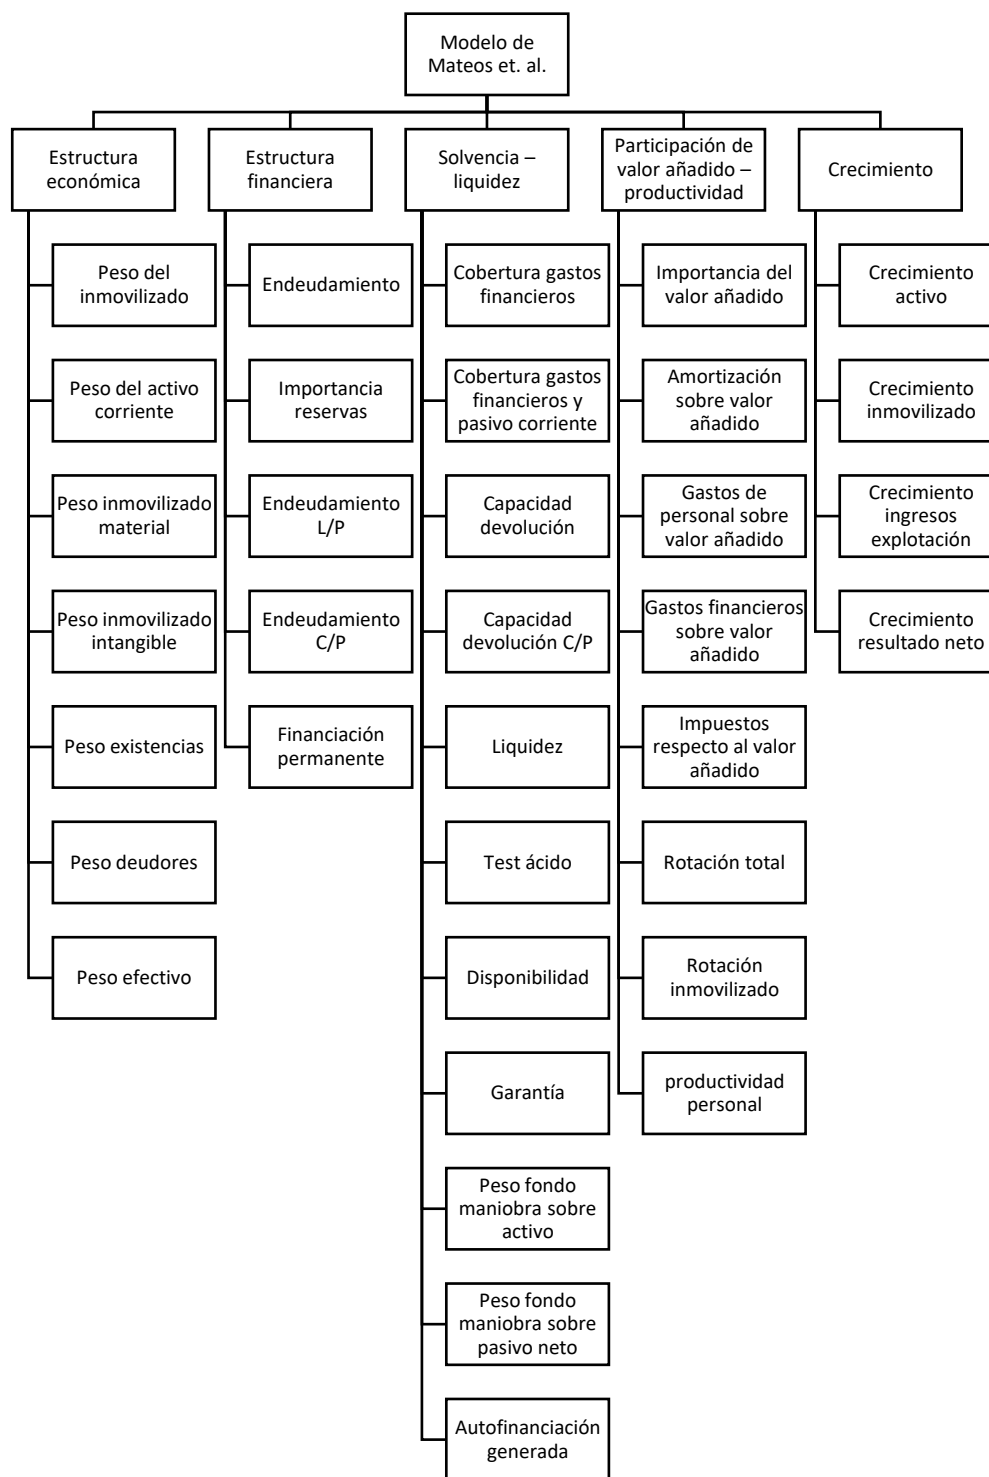 Modelo de
Mateos et. al.
Estructura
económica
Peso del
inmovilizado
Peso del activo
corriente
Peso inmovilizado
material
Peso inmovilizado
intangible
Peso existencias
Peso deudores
Peso efectivo
Estructura
financiera
Endeudamiento
Importancia
reservas
Endeudamiento
L/P
Endeudamiento
C/P
Financiación
permanente
Solvencia –
liquidez
Cobertura gastos
financieros
Cobertura gastos
financieros y
pasivo corriente
Capacidad
devolución
Capacidad
devolución C/P
Liquidez
Test ácido
Disponibilidad
Garantía
Peso fondo
maniobra sobre
activo
Peso fondo
maniobra sobre
pasivo neto
Autofinanciación
generada
Participación de
valor añadido –
productividad
Importancia del
valor añadido
Amortización
sobre valor
añadido
Gastos de
personal sobre
valor añadido
Gastos financieros
sobre valor
añadido
Impuestos
respecto al valor
añadido
Rotación total
Rotación
inmovilizado
productividad
personal
Crecimiento
Crecimiento
activo
Crecimiento
inmovilizado
Crecimiento
ingresos
explotación
Crecimiento
resultado neto